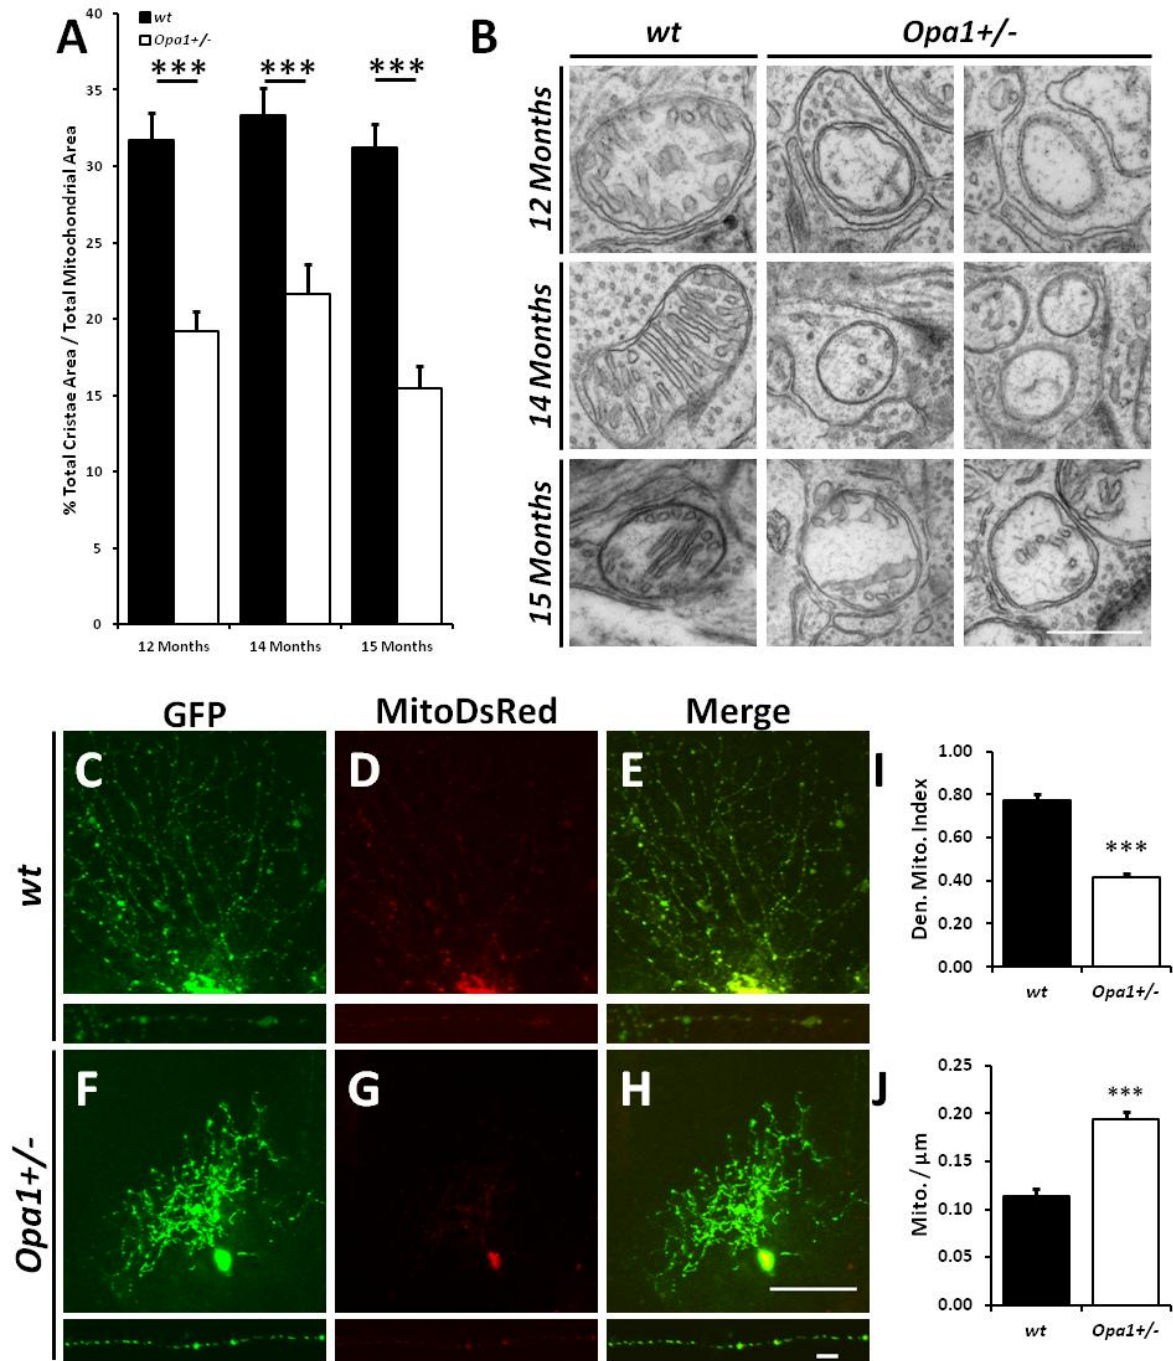 A
wt
Opa1+/-
*** *** ***
% Total Cristae Area / Total Mitochondrial Area
40
35
30
25
20
15
10
5
0
12 Months 14 Months 15 Months
B
wt Opa1+/-
12 Months
14 Months
15 Months
GFP MitoDsRed Merge
wt
C D E
Opa1+/-
F G H
I
Den. Mito. Index
1.00
0.80
0.60
0.40
0.20
0.00
***
wt Opa1+/-
J
Mito. / μm
0.25
0.20
0.15
0.10
0.05
0.00
***
wt Opa1+/-